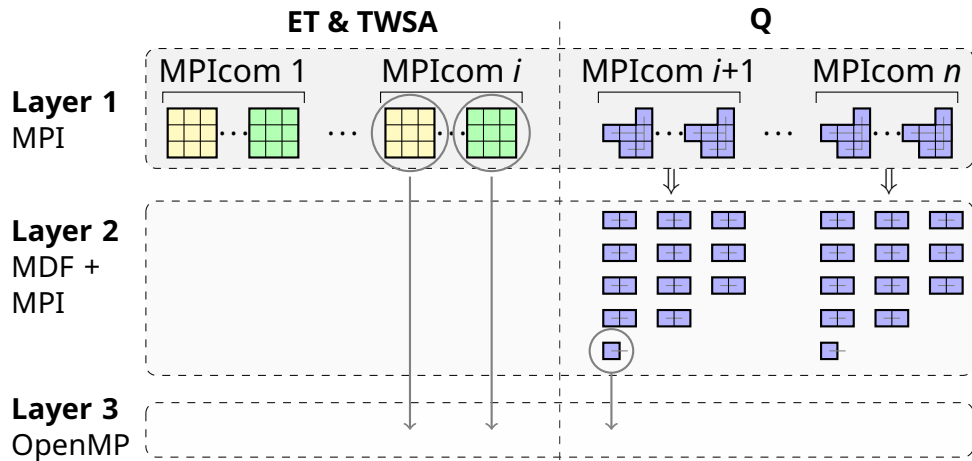 ET & TWSA
Q
MPIcom 1
MPIcom i
MPIcom i+1
MPIcom n
Layer 1
MPI
... ... ... ... ... ...
Layer 2
MDF +
MPI
Layer 3
OpenMP